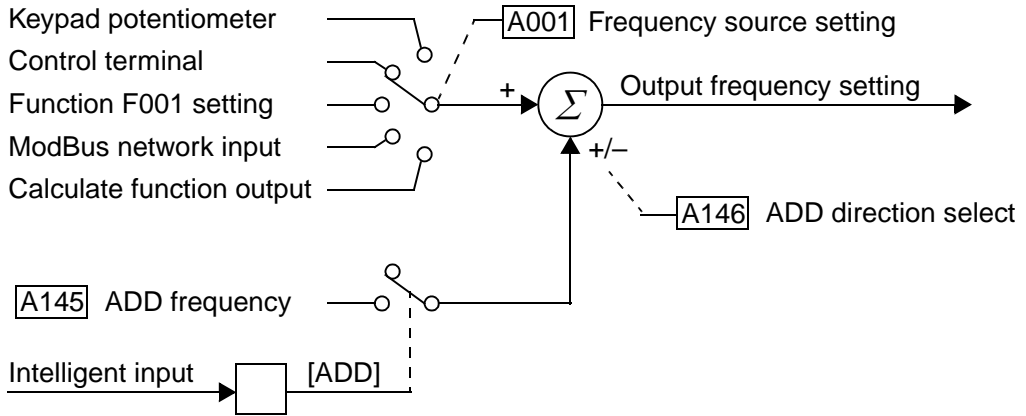 Keypad potentiometer
A001 Frequency source setting
Control terminal
Function F001 setting
+
Σ
Output frequency setting
ModBus network input
+/–
Calculate function output
A146 ADD direction select
A145 ADD frequency
Intelligent input
[ADD]